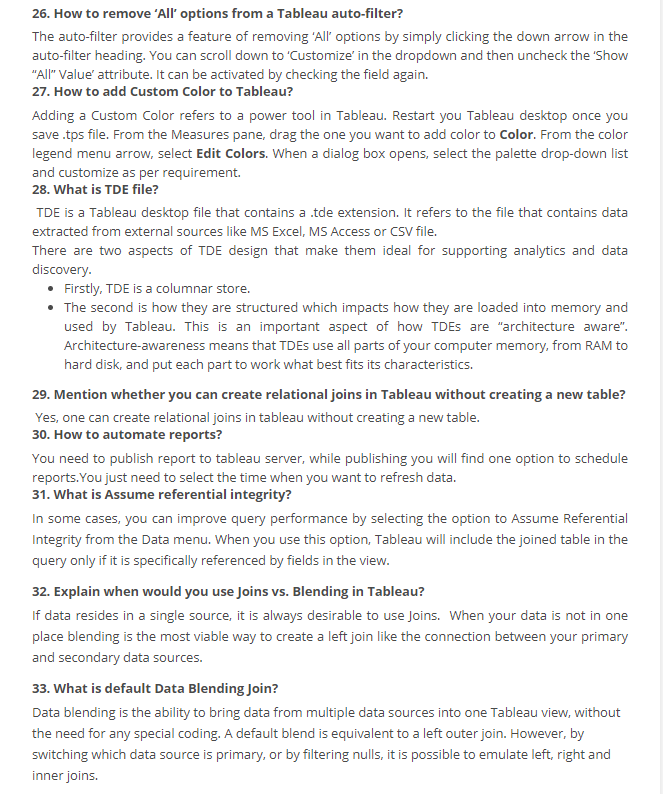 26. How to remove ‘All’ options from a Tableau auto-filter?
The auto-filter provides a feature of removing ‘All’ options by simply clicking the down arrow in the
auto-filter heading. You can scroll down to ‘Customize’ in the dropdown and then uncheck the ‘Show
“All” Value’ attribute. It can be activated by checking the field again.
27. How to add Custom Color to Tableau?
Adding a Custom Color refers to a power tool in Tableau. Restart you Tableau desktop once you
save .tps file. From the Measures pane, drag the one you want to add color to Color. From the color
legend menu arrow, select Edit Colors. When a dialog box opens, select the palette drop-down list
and customize as per requirement.
28. What is TDE file?
TDE is a Tableau desktop file that contains a .tde extension. It refers to the file that contains data
extracted from external sources like MS Excel, MS Access or CSV file.
There are two aspects of TDE design that make them ideal for supporting analytics and data
discovery.
• Firstly, TDE is a columnar store.
• The second is how they are structured which impacts how they are loaded into memory and
used by Tableau. This is an important aspect of how TDEs are “architecture aware”.
Architecture-awareness means that TDEs use all parts of your computer memory, from RAM to
hard disk, and put each part to work what best fits its characteristics.
29. Mention whether you can create relational joins in Tableau without creating a new table?
Yes, one can create relational joins in tableau without creating a new table.
30. How to automate reports?
You need to publish report to tableau server, while publishing you will find one option to schedule
reports.You just need to select the time when you want to refresh data.
31. What is Assume referential integrity?
In some cases, you can improve query performance by selecting the option to Assume Referential
Integrity from the Data menu. When you use this option, Tableau will include the joined table in the
query only if it is specifically referenced by fields in the view.
32. Explain when would you use Joins vs. Blending in Tableau?
If data resides in a single source, it is always desirable to use Joins. When your data is not in one
place blending is the most viable way to create a left join like the connection between your primary
and secondary data sources.
33. What is default Data Blending Join?
Data blending is the ability to bring data from multiple data sources into one Tableau view, without
the need for any special coding. A default blend is equivalent to a left outer join. However, by
switching which data source is primary, or by filtering nulls, it is possible to emulate left, right and
inner joins.